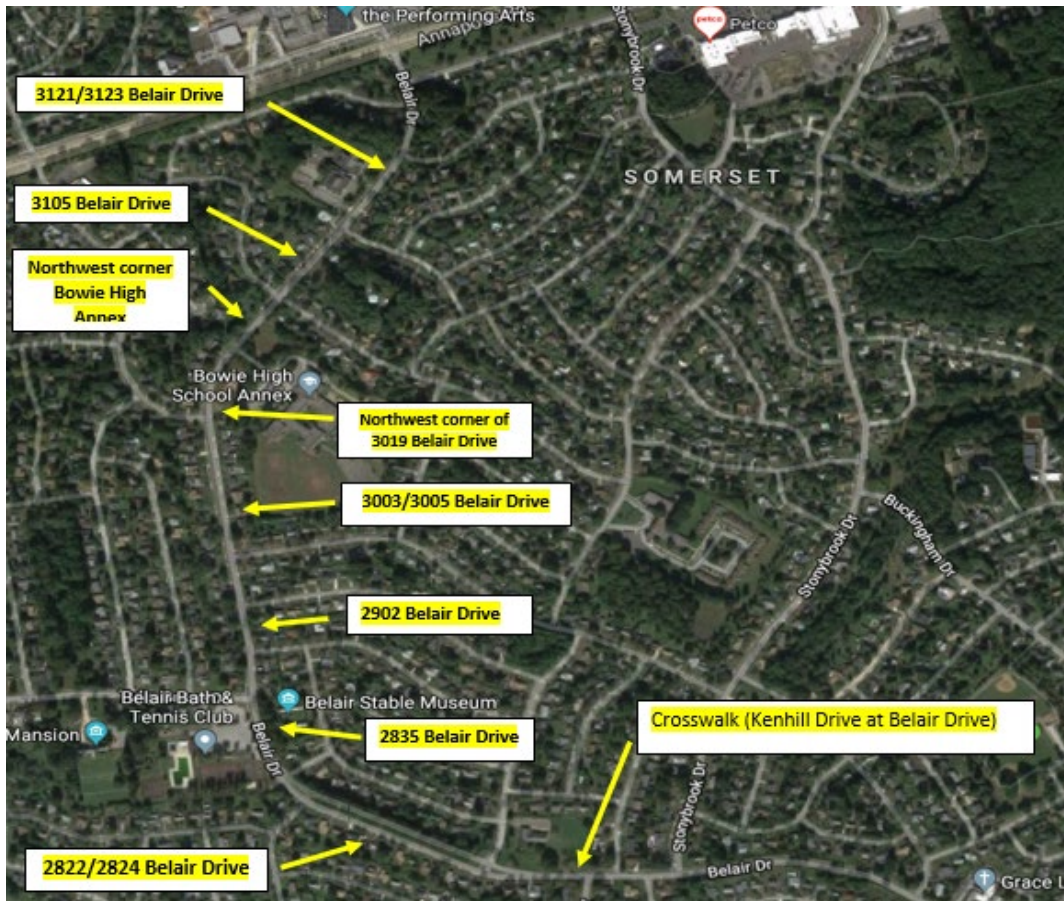 the Performing Arts
Annapo
Stonybrook Dr
petco
Petco
Belair Dr
3121/3123 Belair Drive
SOMERSET
3105 Belair Drive
Northwest corner
Bowie High
Annex
Bowie High
School Annex
Northwest corner of
3019 Belair Drive
3003/3005 Belair Drive
Stonybrook Dr
Buckingham Dr
2902 Belair Drive
Belair Bath &
Tennis Club
Belair Stable Museum
Mansion
Belair Dr
2835 Belair Drive
Crosswalk (Kenhill Drive at Belair Drive)
Stonybrook Dr
2822/2824 Belair Drive
Belair Dr
Grace L